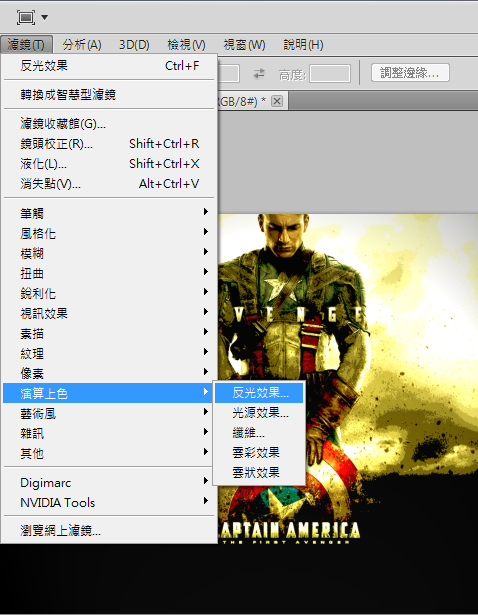 濾鏡(T) 分析(A) 3D(D) 檢視(V) 視窗(W) 說明(H)
反光效果 Ctrl+F
高度: 調整邊緣...
轉換成智慧型濾鏡
RGB/8#) *
濾鏡收藏館(G)...
鏡頭校正(R)... Shift+Ctrl+R
液化(L)... Shift+Ctrl+X
消失點(V)... Alt+Ctrl+V
筆觸
風格化
模糊
扭曲
銳利化
視訊效果
素描
紋理
像素
演算上色
藝術風
雜訊
其他
Digimarc
NVIDIA Tools
瀏覽網上濾鏡...
反光效果...
光源效果...
纖維...
雲彩效果
雲狀效果
VENGE
CAPTAIN AMERICA
THE FIRST AVENGER